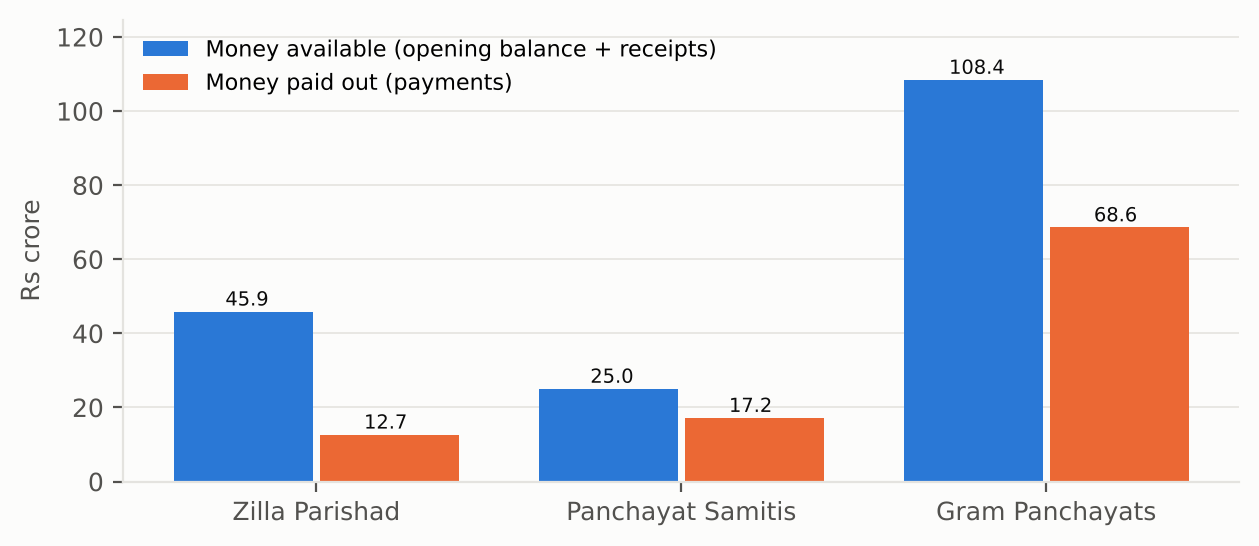 Money available (opening balance + receipts)
Money paid out (payments)
Rs crore
120
100
80
60
40
20
0
45.9
12.7
25.0
17.2
108.4
68.6
Zilla Parishad
Panchayat Samitis
Gram Panchayats